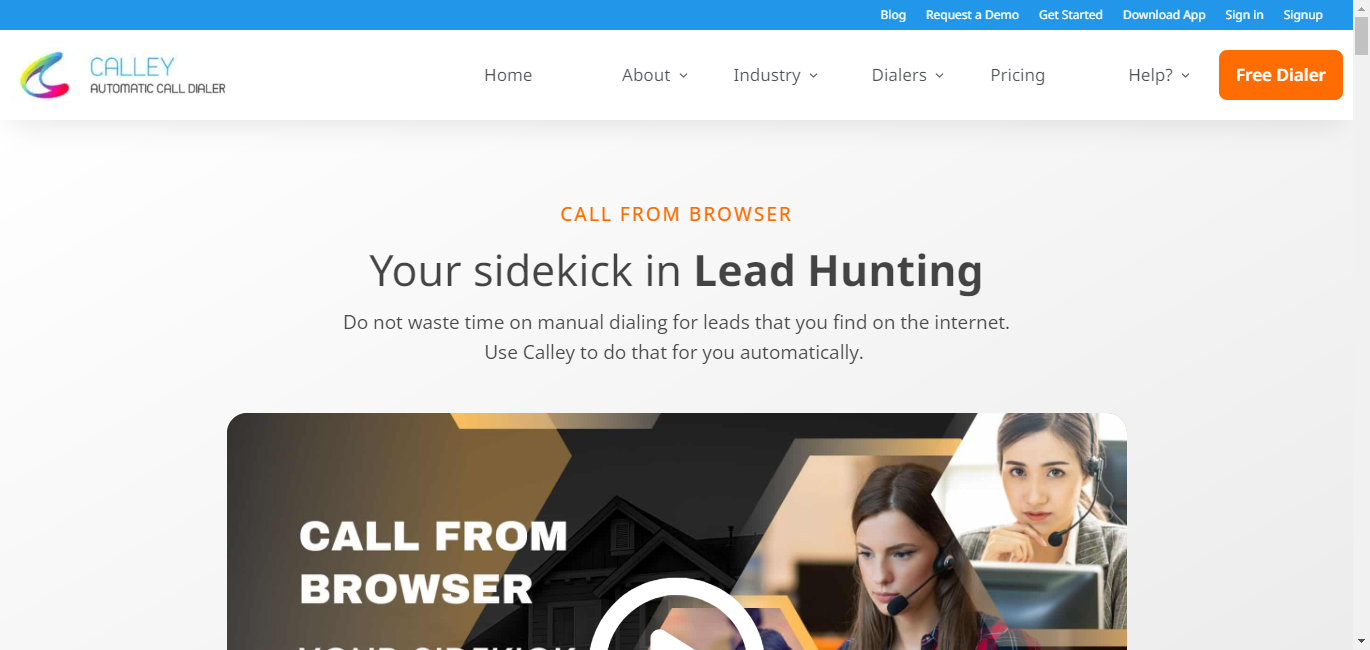 Blog Request a Demo Get Started Download App Sign in Signup
CALLEY
AUTOMATIC CALL DIALER
Home About Industry Dialers Pricing Help? Free Dialer
CALL FROM BROWSER
Your sidekick in Lead Hunting
Do not waste time on manual dialing for leads that you find on the internet.
Use Calley to do that for you automatically.
CALL FROM
BROWSER
YOUR SIDEKICK